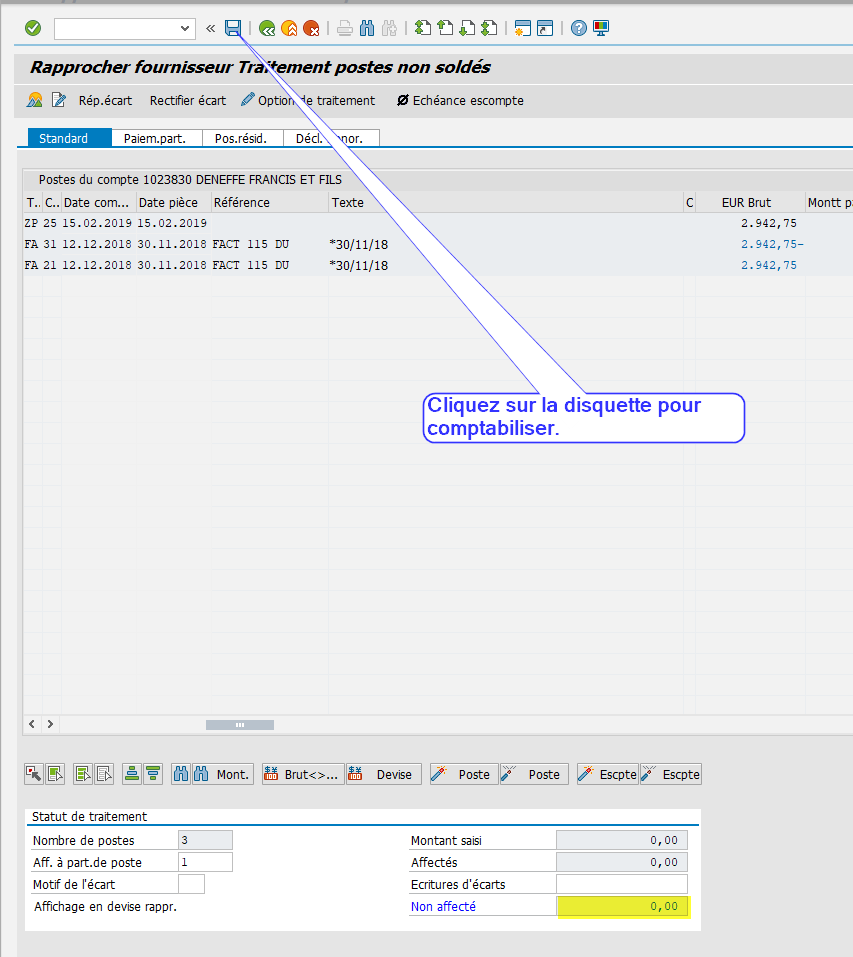 Rapprocher fournisseur Traitement postes non soldés
Rép.écart Rectifier écart de traitement Echéance escompte
Standard Paiem.part. Pos.résid.
Postes du compte 1023830 DENEFFE FRANCIS ET FILS
T.. C.. Date com... Date pièce Référence Texte C EUR Brut Montt p
ZP 25 15.02.2019 15.02.2019 2.942,75
FA 31 12.12.2018 30.11.2018 FACT 115 DU *30/11/18 2.942,75-
FA 21 12.12.2018 30.11.2018 FACT 115 DU *30/11/18 2.942,75
Cliquez sur la disquette pour
comptabiliser.
Mont. Brut<>... Devise Poste Poste Escpte Escpte
Statut de traitement
Nombre de postes 3 Montant saisi 0,00
Aff. à part.de poste 1 Affectés 0,00
Motif de l'écart Ecritures d'écarts
Affichage en devise rappr. Non affecté 0,00